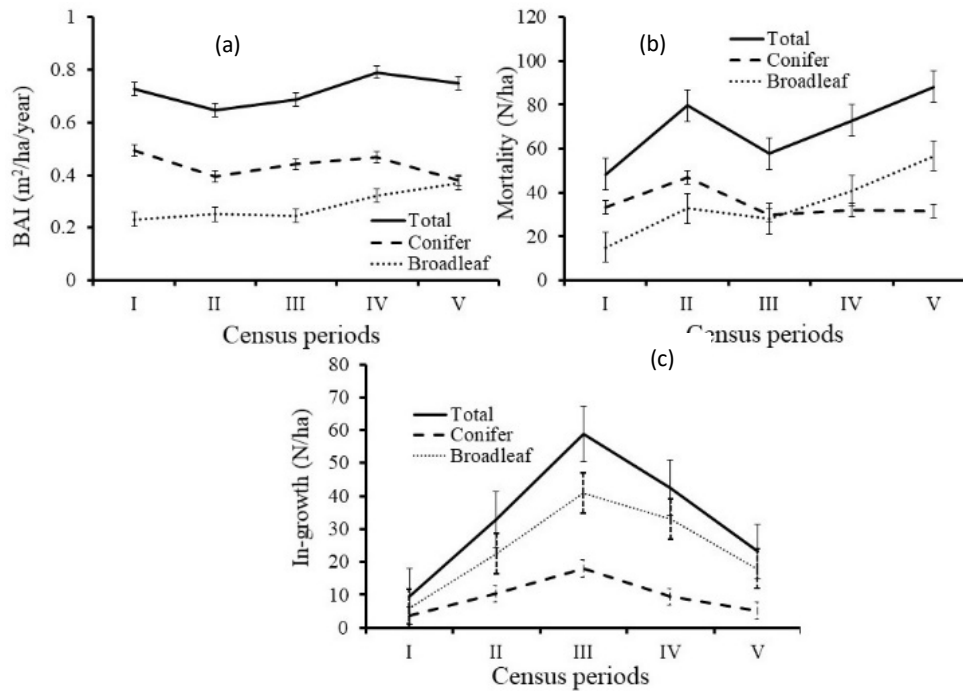 (a)
1
0.8
0.6
0.4
0.2
0
BAI (m²/ha/year)
Total
Conifer
Broadleaf
I II III IV V
Census periods
(b)
120
100
80
60
40
20
0
Mortality (N/ha)
Total
Conifer
Broadleaf
I II III IV V
Census periods
(c)
80
70
60
50
40
30
20
10
0
In-growth (N/ha)
Total
Conifer
Broadleaf
I II III IV V
Census periods